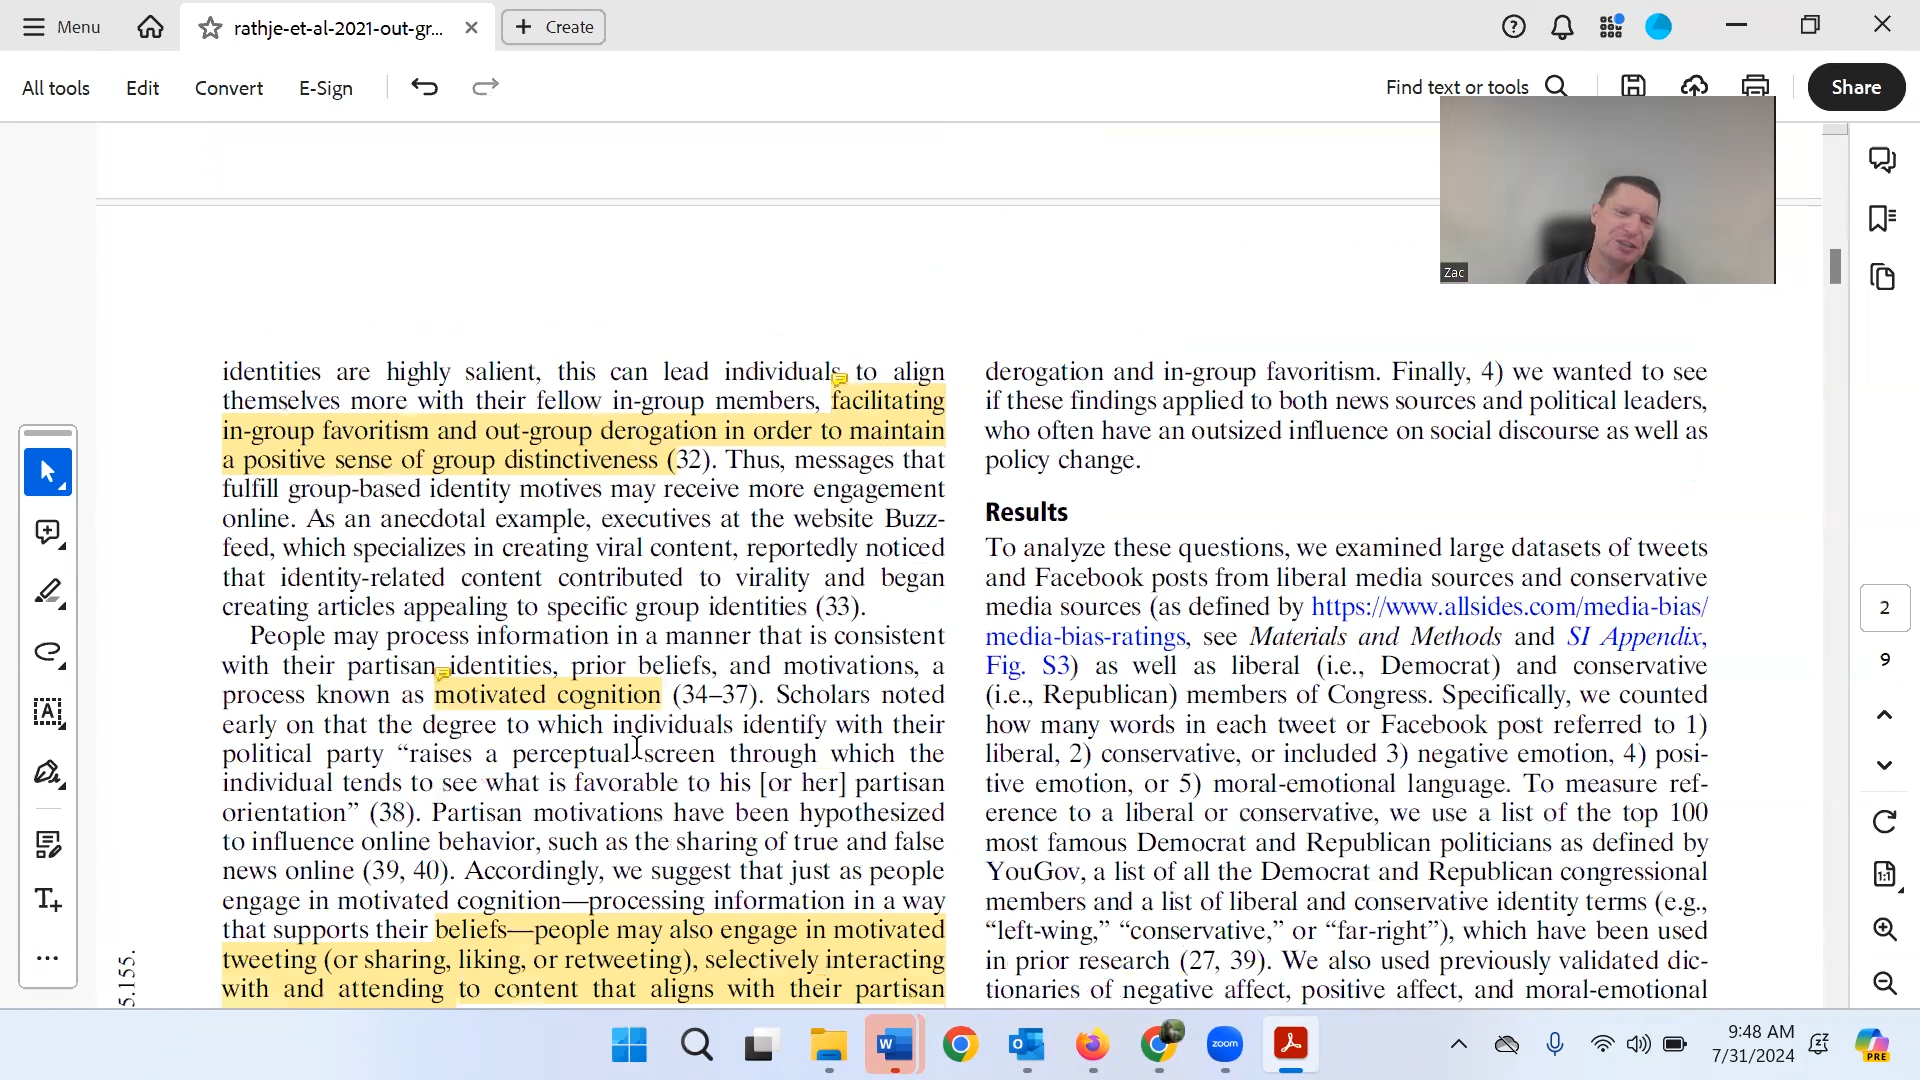 Menu
rathje-et-al-2021-out-gr...
Create
All tools
Edit
Convert
E-Sign
Find text or tools
Share
Zac
identities are highly salient, this can lead individuals to align
themselves more with their fellow in-group members, facilitating
in-group favoritism and out-group derogation in order to maintain
a positive sense of group distinctiveness (32). Thus, messages that
fulfill group-based identity motives may receive more engagement
online. As an anecdotal example, executives at the website Buzz-
feed, which specializes in creating viral content, reportedly noticed
that identity-related content contributed to virality and began
creating articles appealing to specific group identities (33).
People may process information in a manner that is consistent
with their partisan identities, prior beliefs, and motivations, a
process known as motivated cognition (34–37). Scholars noted
early on that the degree to which individuals identify with their
political party “raises a perceptual screen through which the
individual tends to see what is favorable to his [or her] partisan
orientation” (38). Partisan motivations have been hypothesized
to influence online behavior, such as the sharing of true and false
news online (39, 40). Accordingly, we suggest that just as people
engage in motivated cognition—processing information in a way
that supports their beliefs—people may also engage in motivated
tweeting (or sharing, liking, or retweeting), selectively interacting
with and attending to content that aligns with their partisan
derogation and in-group favoritism. Finally, 4) we wanted to see
if these findings applied to both news sources and political leaders,
who often have an outsized influence on social discourse as well as
policy change.
Results
To analyze these questions, we examined large datasets of tweets
and Facebook posts from liberal media sources and conservative
media sources (as defined by https://www.allsides.com/media-bias/
media-bias-ratings, see Materials and Methods and SI Appendix,
Fig. S3) as well as liberal (i.e., Democrat) and conservative
(i.e., Republican) members of Congress. Specifically, we counted
how many words in each tweet or Facebook post referred to 1)
liberal, 2) conservative, or included 3) negative emotion, 4) posi-
tive emotion, or 5) moral-emotional language. To measure ref-
erence to a liberal or conservative, we use a list of the top 100
most famous Democrat and Republican politicians as defined by
YouGov, a list of all the Democrat and Republican congressional
members and a list of liberal and conservative identity terms (e.g.,
“left-wing,” “conservative,” or “far-right”), which have been used
in prior research (27, 39). We also used previously validated dic-
tionaries of negative affect, positive affect, and moral-emotional
5.155.
2
9
1:1
zoom
9:48 AM
7/31/2024
PRE